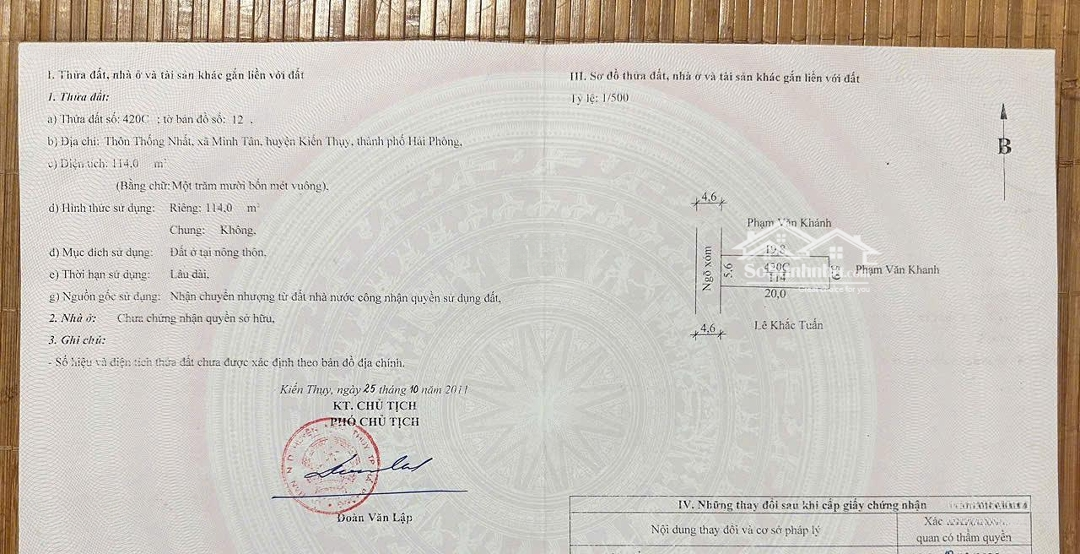 I. Thửa đất, nhà ở và tài sản khác gắn liền với đất
1. Thửa đất:
a) Thửa đất số: 420C ; tờ bản đồ số: 12 .
b) Địa chỉ: Thôn Thống Nhất, xã Minh Tân, huyện Kiến Thụy, thành phố Hải Phòng.
c) Diện tích: 114,0 m²
(Bằng chữ: Một trăm mười bốn mét vuông).
d) Hình thức sử dụng: Riêng: 114,0 m²
Chung: Không.
đ) Mục đích sử dụng: Đất ở tại nông thôn.
e) Thời hạn sử dụng: Lâu dài.
g) Nguồn gốc sử dụng: Nhận chuyển nhượng từ đất nhà nước công nhận quyền sử dụng đất.
2. Nhà ở: Chưa chứng nhận quyền sở hữu.
3. Ghi chú:
- Số hiệu và diện tích thửa đất chưa được xác định theo bản đồ địa chính.
Kiến Thụy, ngày 25 tháng 10 năm 2011
KT. CHỦ TỊCH
PHÓ CHỦ TỊCH
Đoàn Văn Lập
III. Sơ đồ thửa đất, nhà ở và tài sản khác gắn liền với đất
Tỷ lệ: 1/500
B
4,6
Phạm Văn Khánh
19,8
Ngõ xóm
5,6
420C
114
Phạm Văn Khanh
20,0
4,6
Lê Khắc Tuấn
IV. Những thay đổi sau khi cấp giấy chứng nhận
Nội dung thay đổi và cơ sở pháp lý
Xác
quan có thẩm quyền